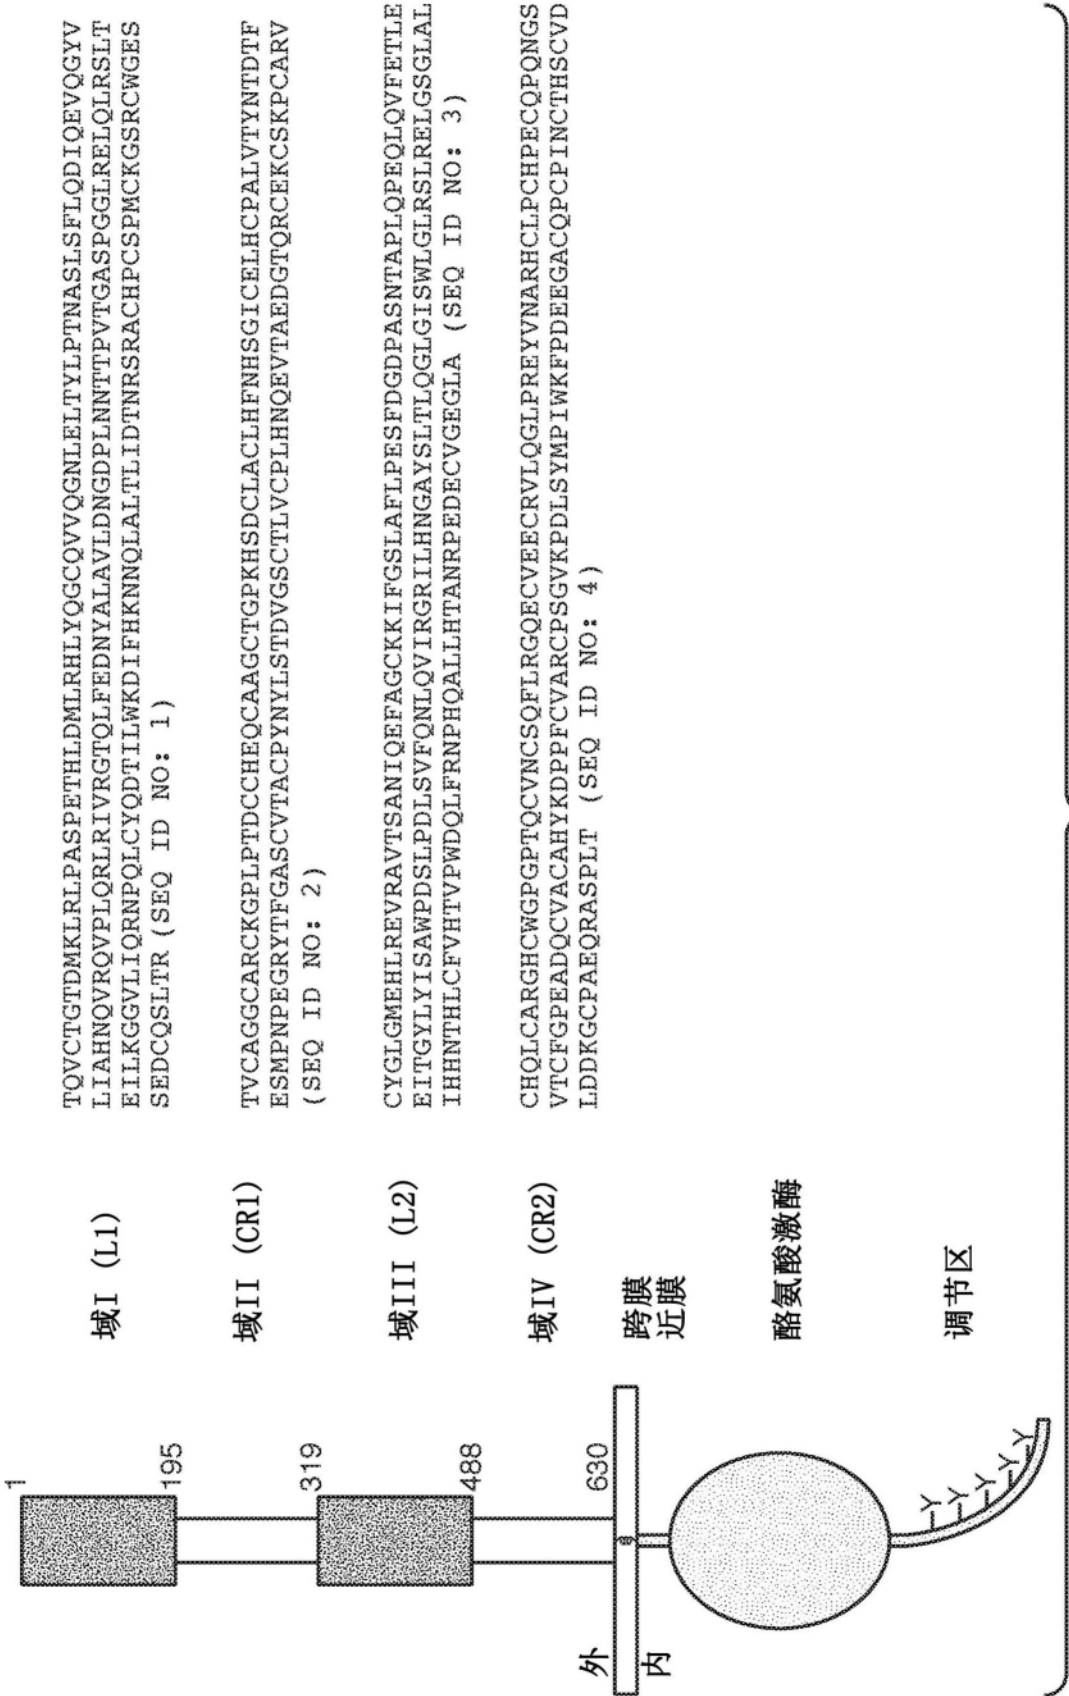 1
195
319
488
630
外
内
域I (L1)
TQVCTGTDMKLRLPASPETHLDMLRHLYQGCQVVQGNLELTYLPTNASLSFLQDIQEVQGYV
LIAHNQVRQVPLQRLRIVRGTQLFEDNYALAVLDNGDPLNNTTPVTGASPGGLRELQLRSLT
EILKGGVLIQRNPQLCYQDTILWKDIFHKNNQLALTLIDTNRSRACHPCSPMCKGSRCWGES
SEDCQSLTR (SEQ ID NO: 1)
域II (CR1)
TVCAGGCARCKGPLPTDCCHEQCAAGCTGPKHSDCLACLHFNHSGICELHCPALVTYNTDTF
ESMPNPEGRYTFGASCVTACPYNYLSTDVGSCTLVCPLHNQEVTAEDGTQRCEKCSKPCARV
(SEQ ID NO: 2)
域III (L2)
CYGLGMEHLREVRAVTSANIQEFAGCKKIFGSLAFLPESFDGDPASNTAPLQPEQLQVFETLE
EITGYLYISAWPDSLPDLSVFQNLQVIRGRILHNGAYSLTLQGLGISWLGLRSLRELGSGLAL
IHHNTHLCFVHTVPWDQLFRNPHQALLHTANRPEDECVGEGLA (SEQ ID NO: 3)
域IV (CR2)
CHQLCARGHCWGPGPTQCVNCSQFLRGQECVEECRVLQGLPREYVNARHCLPCHPECQPQNGS
VTCFGPEADQCVACAHYKDPPFCVARCPSGVKPDLSYMPIWKFPDEEGACQPCPINCTHSCVD
LDDKGCPAEQRASPLT (SEQ ID NO: 4)
跨膜
近膜
酪氨酸激酶
调节区
Y
Y
Y
Y
Y